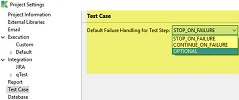 Project Settings
Project Information
External Libraries
Email
Execution
Custom
Default
Integration
JIRA
qTest
Test Case
Report
Database
Test Case
Default Failure Handling for Test Step:
STOP_ON_FAILURE
STOP_ON_FAILURE
CONTINUE_ON_FAILURE
OPTIONAL